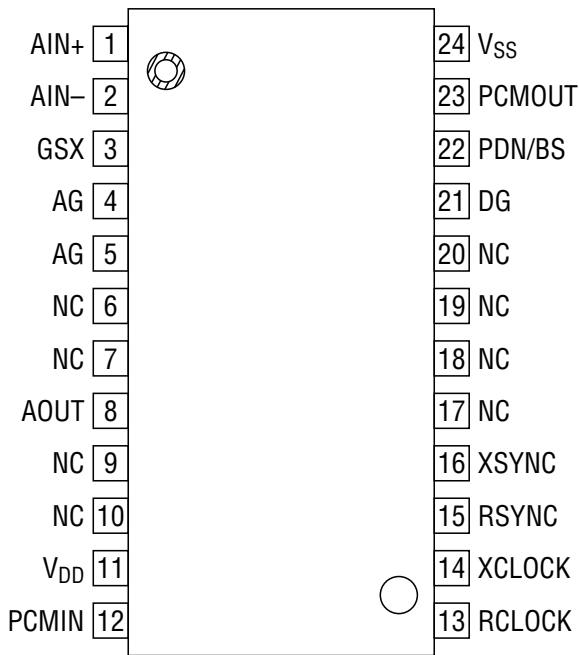 AIN+ 1 24 VSS
AIN– 2 23 PCMOUT
GSX 3 22 PDN/BS
AG 4 21 DG
AG 5 20 NC
NC 6 19 NC
NC 7 18 NC
AOUT 8 17 NC
NC 9 16 XSYNC
NC 10 15 RSYNC
VDD 11 14 XCLOCK
PCMIN 12 13 RCLOCK